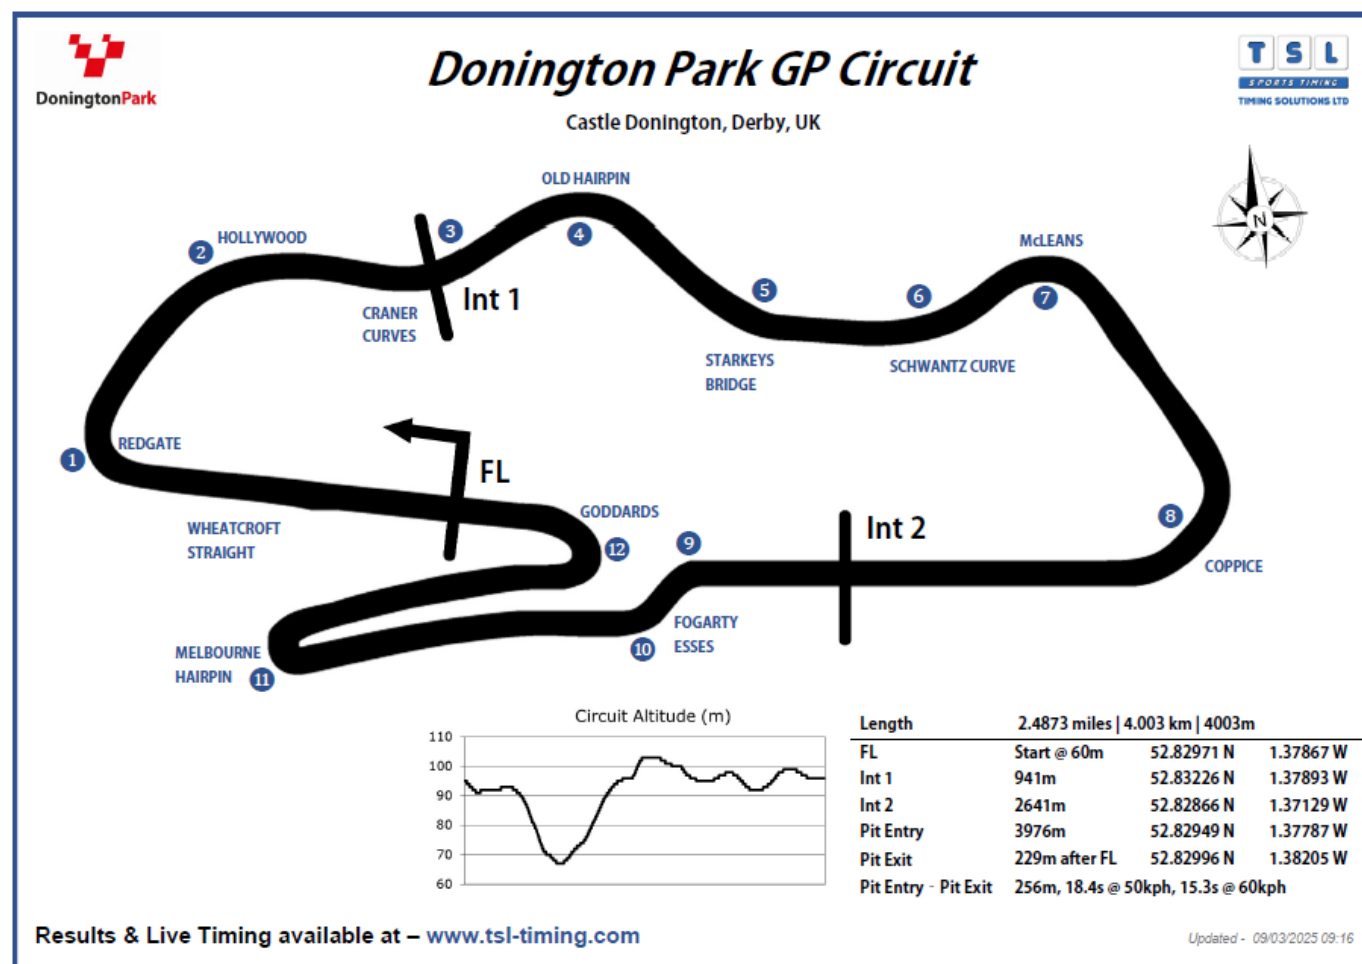 DoningtonPark
Donington Park GP Circuit
Castle Donington, Derby, UK
T S L
SPORTS TIMING
TIMING SOLUTIONS LTD
N
OLD HAIRPIN
4
3
2 HOLLYWOOD
McLEANS
7
Int 1
CRANER
CURVES
5
6
STARKEYS
BRIDGE
SCHWANTZ CURVE
1
REDGATE
FL
WHEATCROFT
STRAIGHT
GODDARDS
12
9
Int 2
8
COPPICE
FOGARTY
ESSES
10
MELBOURNE
HAIRPIN
11
Circuit Altitude (m)
110
100
90
80
70
60
Length 2.4873 miles | 4.003 km | 4003m
FL Start @ 60m 52.82971 N 1.37867 W
Int 1 941m 52.83226 N 1.37893 W
Int 2 2641m 52.82866 N 1.37129 W
Pit Entry 3976m 52.82949 N 1.37787 W
Pit Exit 229m after FL 52.82996 N 1.38205 W
Pit Entry - Pit Exit 256m, 18.4s @ 50kph, 15.3s @ 60kph
Results & Live Timing available at – www.tsl-timing.com
Updated - 09/03/2025 09:16